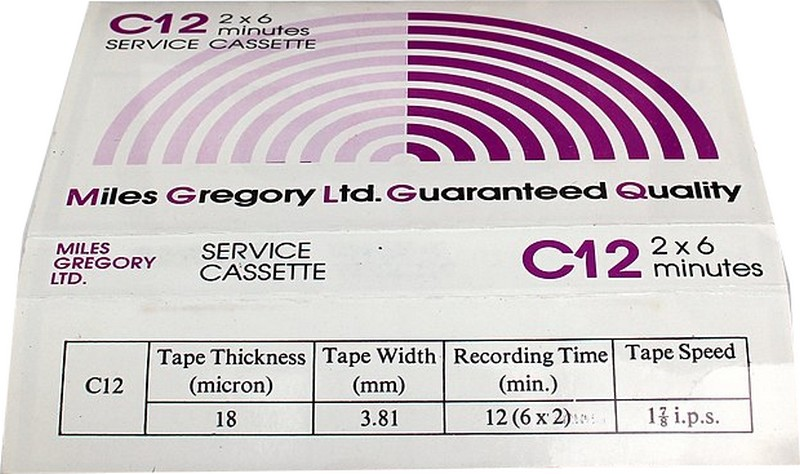 C12 2 x 6 minutes
SERVICE CASSETTE
Miles Gregory Ltd. Guaranteed Quality
MILES GREGORY LTD.
SERVICE CASSETTE
C12 2 x 6 minutes
C12
Tape Thickness (micron) Tape Width (mm) Recording Time (min.) Tape Speed
18 3.81 12 (6 x 2) 1⅞ i.p.s.